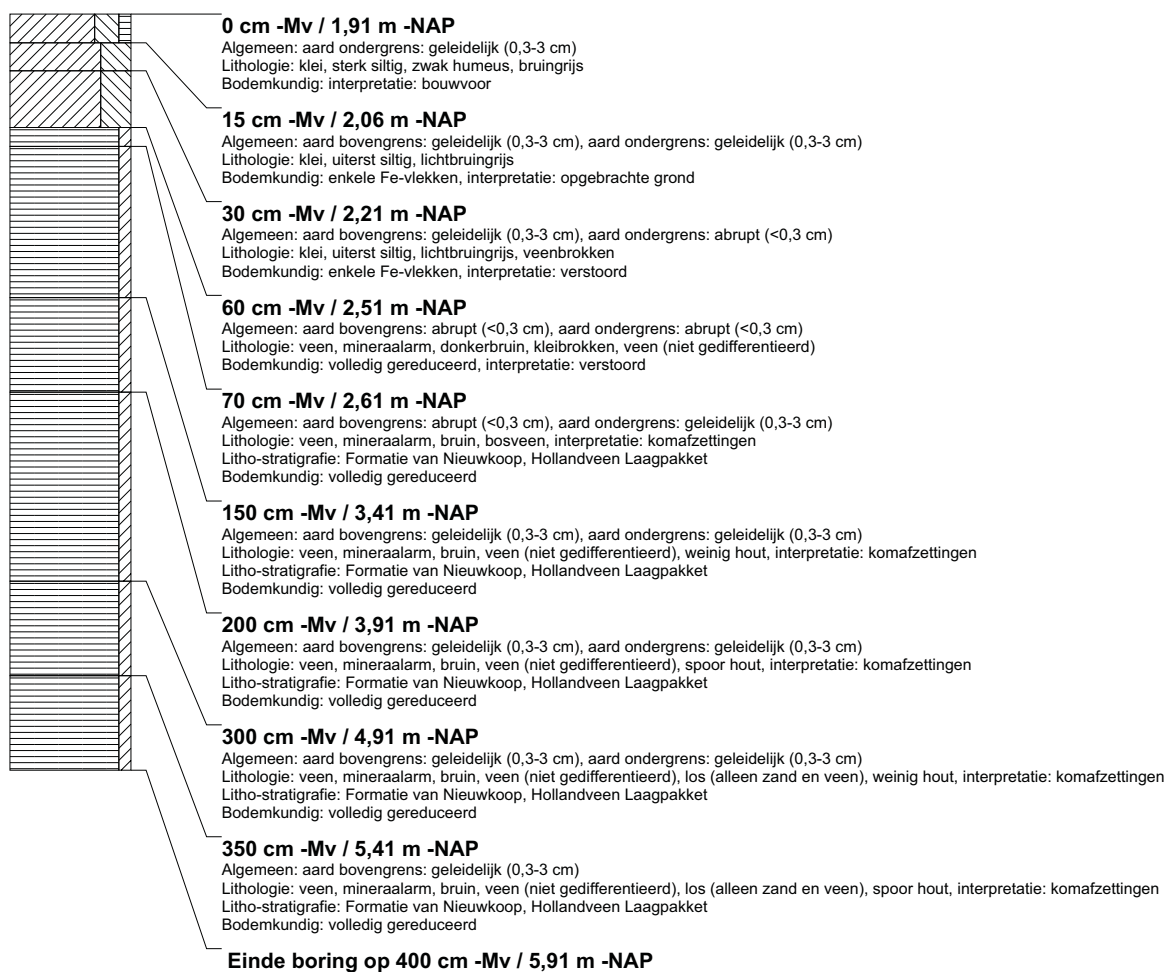 0 cm -Mv / 1,91 m -NAP
Algemeen: aard ondergrens: geleidelijk (0,3-3 cm)
Lithologie: klei, sterk siltig, zwak humeus, bruingrijs
Bodemkundig: interpretatie: bouwvoor
15 cm -Mv / 2,06 m -NAP
Algemeen: aard bovengrens: geleidelijk (0,3-3 cm), aard ondergrens: geleidelijk (0,3-3 cm)
Lithologie: klei, uiterst siltig, lichtbruingrijs
Bodemkundig: enkele Fe-vlekken, interpretatie: opgebrachte grond
30 cm -Mv / 2,21 m -NAP
Algemeen: aard bovengrens: geleidelijk (0,3-3 cm), aard ondergrens: abrupt (<0,3 cm)
Lithologie: klei, uiterst siltig, lichtbruingrijs, veenbrokken
Bodemkundig: enkele Fe-vlekken, interpretatie: verstoord
60 cm -Mv / 2,51 m -NAP
Algemeen: aard bovengrens: abrupt (<0,3 cm), aard ondergrens: abrupt (<0,3 cm)
Lithologie: veen, mineraalarm, donkerbruin, kleibrokken, veen (niet gedifferentieerd)
Bodemkundig: volledig gereduceerd, interpretatie: verstoord
70 cm -Mv / 2,61 m -NAP
Algemeen: aard bovengrens: abrupt (<0,3 cm), aard ondergrens: geleidelijk (0,3-3 cm)
Lithologie: veen, mineraalarm, bruin, bosveen, interpretatie: komafzettingen
Litho-stratigrafie: Formatie van Nieuwkoop, Hollandveen Laagpakket
Bodemkundig: volledig gereduceerd
150 cm -Mv / 3,41 m -NAP
Algemeen: aard bovengrens: geleidelijk (0,3-3 cm), aard ondergrens: geleidelijk (0,3-3 cm)
Lithologie: veen, mineraalarm, bruin, veen (niet gedifferentieerd), weinig hout, interpretatie: komafzettingen
Litho-stratigrafie: Formatie van Nieuwkoop, Hollandveen Laagpakket
Bodemkundig: volledig gereduceerd
200 cm -Mv / 3,91 m -NAP
Algemeen: aard bovengrens: geleidelijk (0,3-3 cm), aard ondergrens: geleidelijk (0,3-3 cm)
Lithologie: veen, mineraalarm, bruin, veen (niet gedifferentieerd), spoor hout, interpretatie: komafzettingen
Litho-stratigrafie: Formatie van Nieuwkoop, Hollandveen Laagpakket
Bodemkundig: volledig gereduceerd
300 cm -Mv / 4,91 m -NAP
Algemeen: aard bovengrens: geleidelijk (0,3-3 cm), aard ondergrens: geleidelijk (0,3-3 cm)
Lithologie: veen, mineraalarm, bruin, veen (niet gedifferentieerd), los (alleen zand en veen), weinig hout, interpretatie: komafzettingen
Litho-stratigrafie: Formatie van Nieuwkoop, Hollandveen Laagpakket
Bodemkundig: volledig gereduceerd
350 cm -Mv / 5,41 m -NAP
Algemeen: aard bovengrens: geleidelijk (0,3-3 cm)
Lithologie: veen, mineraalarm, bruin, veen (niet gedifferentieerd), los (alleen zand en veen), spoor hout, interpretatie: komafzettingen
Litho-stratigrafie: Formatie van Nieuwkoop, Hollandveen Laagpakket
Bodemkundig: volledig gereduceerd
Einde boring op 400 cm -Mv / 5,91 m -NAP